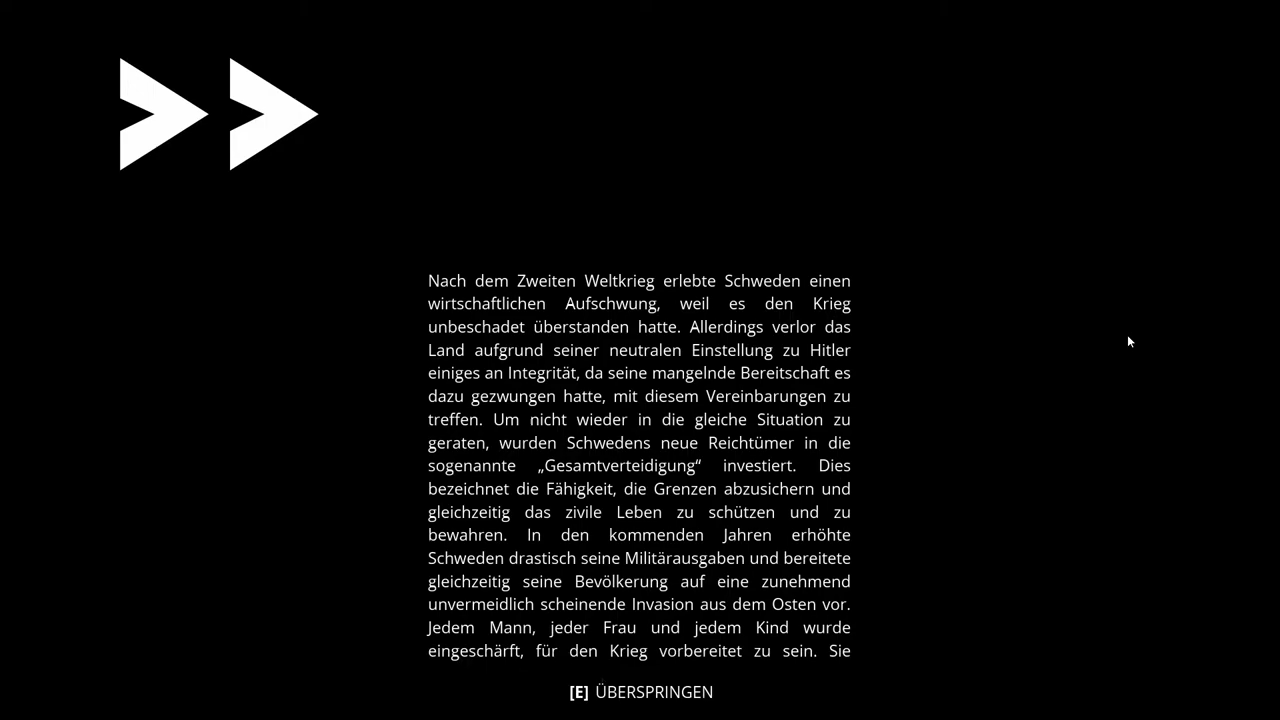 Nach dem Zweiten Weltkrieg erlebte Schweden einen
wirtschaftlichen Aufschwung, weil es den Krieg
unbeschadet überstanden hatte. Allerdings verlor das
Land aufgrund seiner neutralen Einstellung zu Hitler
einiges an Integrität, da seine mangelnde Bereitschaft es
dazu gezwungen hatte, mit diesem Vereinbarungen zu
treffen. Um nicht wieder in die gleiche Situation zu
geraten, wurden Schwedens neue Reichtümer in die
sogenannte „Gesamtverteidigung“ investiert. Dies
bezeichnet die Fähigkeit, die Grenzen abzusichern und
gleichzeitig das zivile Leben zu schützen und zu
bewahren. In den kommenden Jahren erhöhte
Schweden drastisch seine Militärausgaben und bereitete
gleichzeitig seine Bevölkerung auf eine zunehmend
unvermeidlich scheinende Invasion aus dem Osten vor.
Jedem Mann, jeder Frau und jedem Kind wurde
eingeschärft, für den Krieg vorbereitet zu sein. Sie
[E] ÜBERSPRINGEN